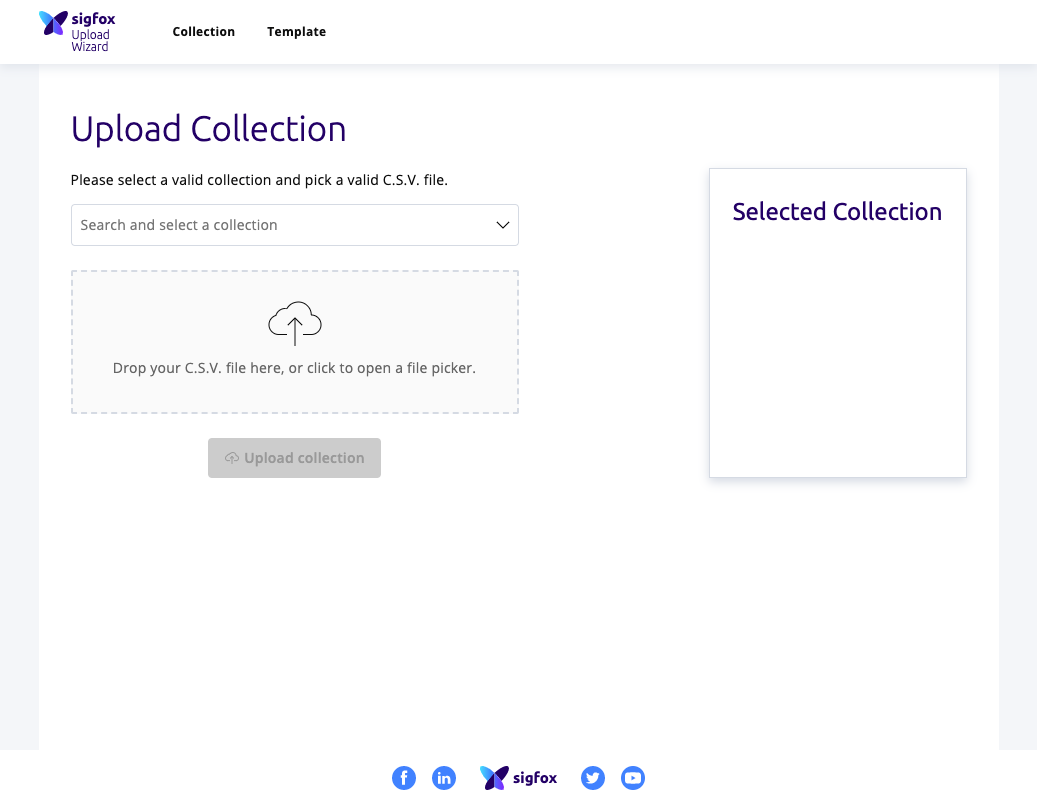 sigfox
Upload
Wizard
Collection
Template
Upload Collection
Please select a valid collection and pick a valid C.S.V. file.
Search and select a collection
Drop your C.S.V. file here, or click to open a file picker.
Upload collection
Selected Collection
sigfox